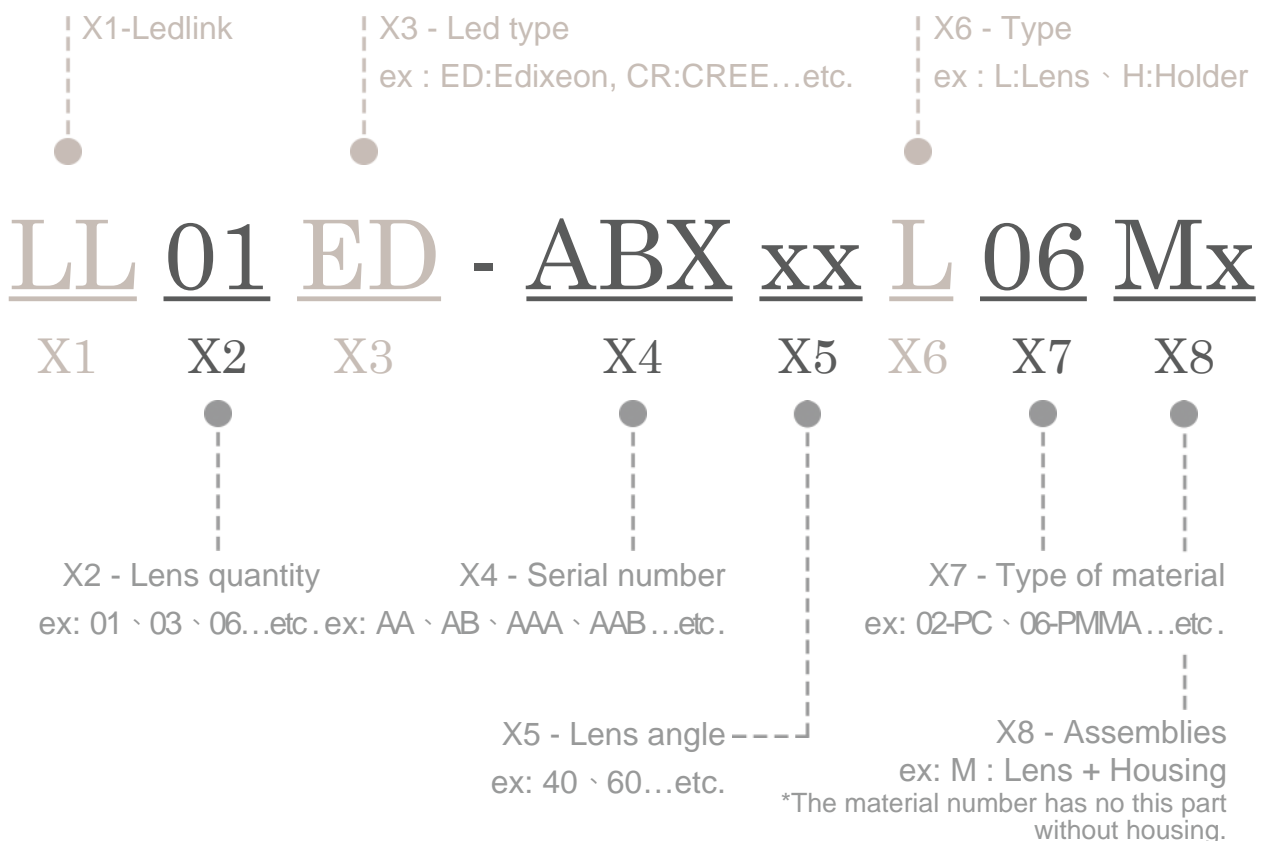 X1-Ledlink
X3 - Led type
ex : ED:Edixeon, CR:CREE…etc.
X6 - Type
ex : L:Lens、H:Holder
LL 01 ED - ABX xx L 06 Mx
X1 X2 X3 X4 X5 X6 X7 X8
X2 - Lens quantity
ex: 01、03、06…etc.
X4 - Serial number
ex: AA、AB、AAA、AAB…etc.
X7 - Type of material
ex: 02-PC、06-PMMA…etc.
X5 - Lens angle
ex: 40、60…etc.
X8 - Assemblies
ex: M : Lens + Housing
*The material number has no this part
without housing.